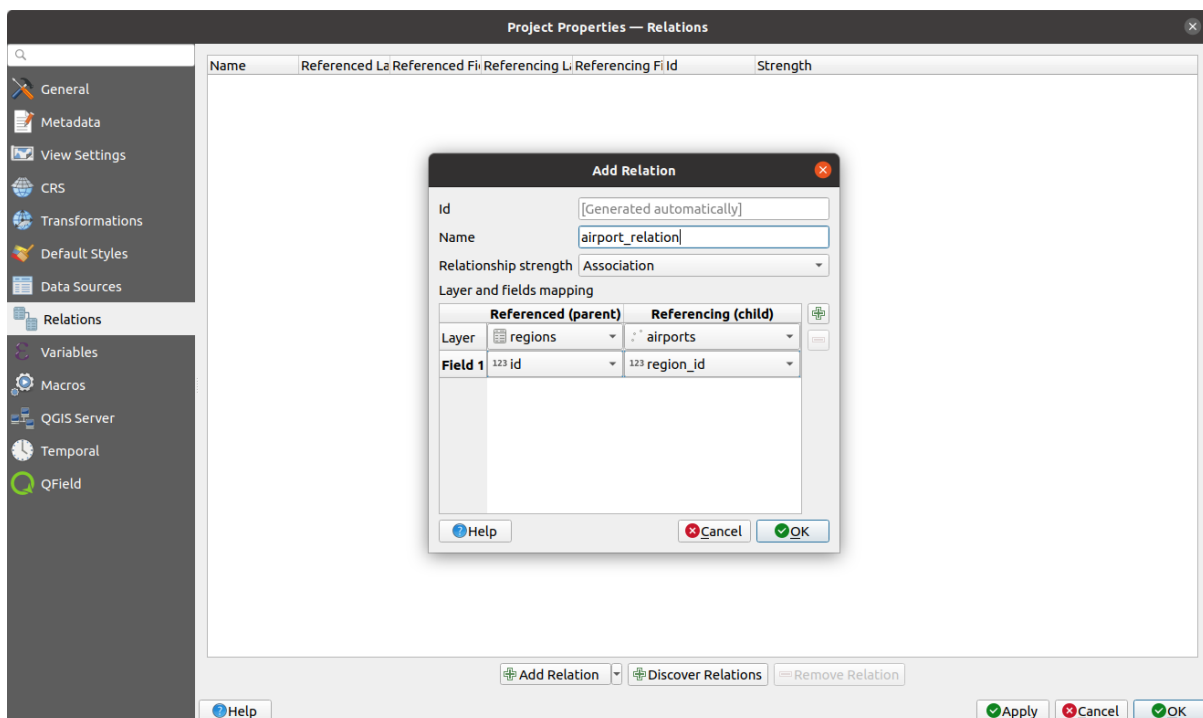 Project Properties — Relations
Name Referenced La Referenced Fi Referencing La Referencing Fi Id Strength
General
Metadata
View Settings
CRS
Transformations
Default Styles
Data Sources
Relations
Variables
Macros
QGIS Server
Temporal
QField
Add Relation
Id [Generated automatically]
Name airport_relation
Relationship strength Association
Layer and fields mapping
Referenced (parent) Referencing (child)
Layer regions airports
Field 1 123 id 123 region_id
Help Cancel OK
Add Relation Discover Relations Remove Relation
Help Apply Cancel OK